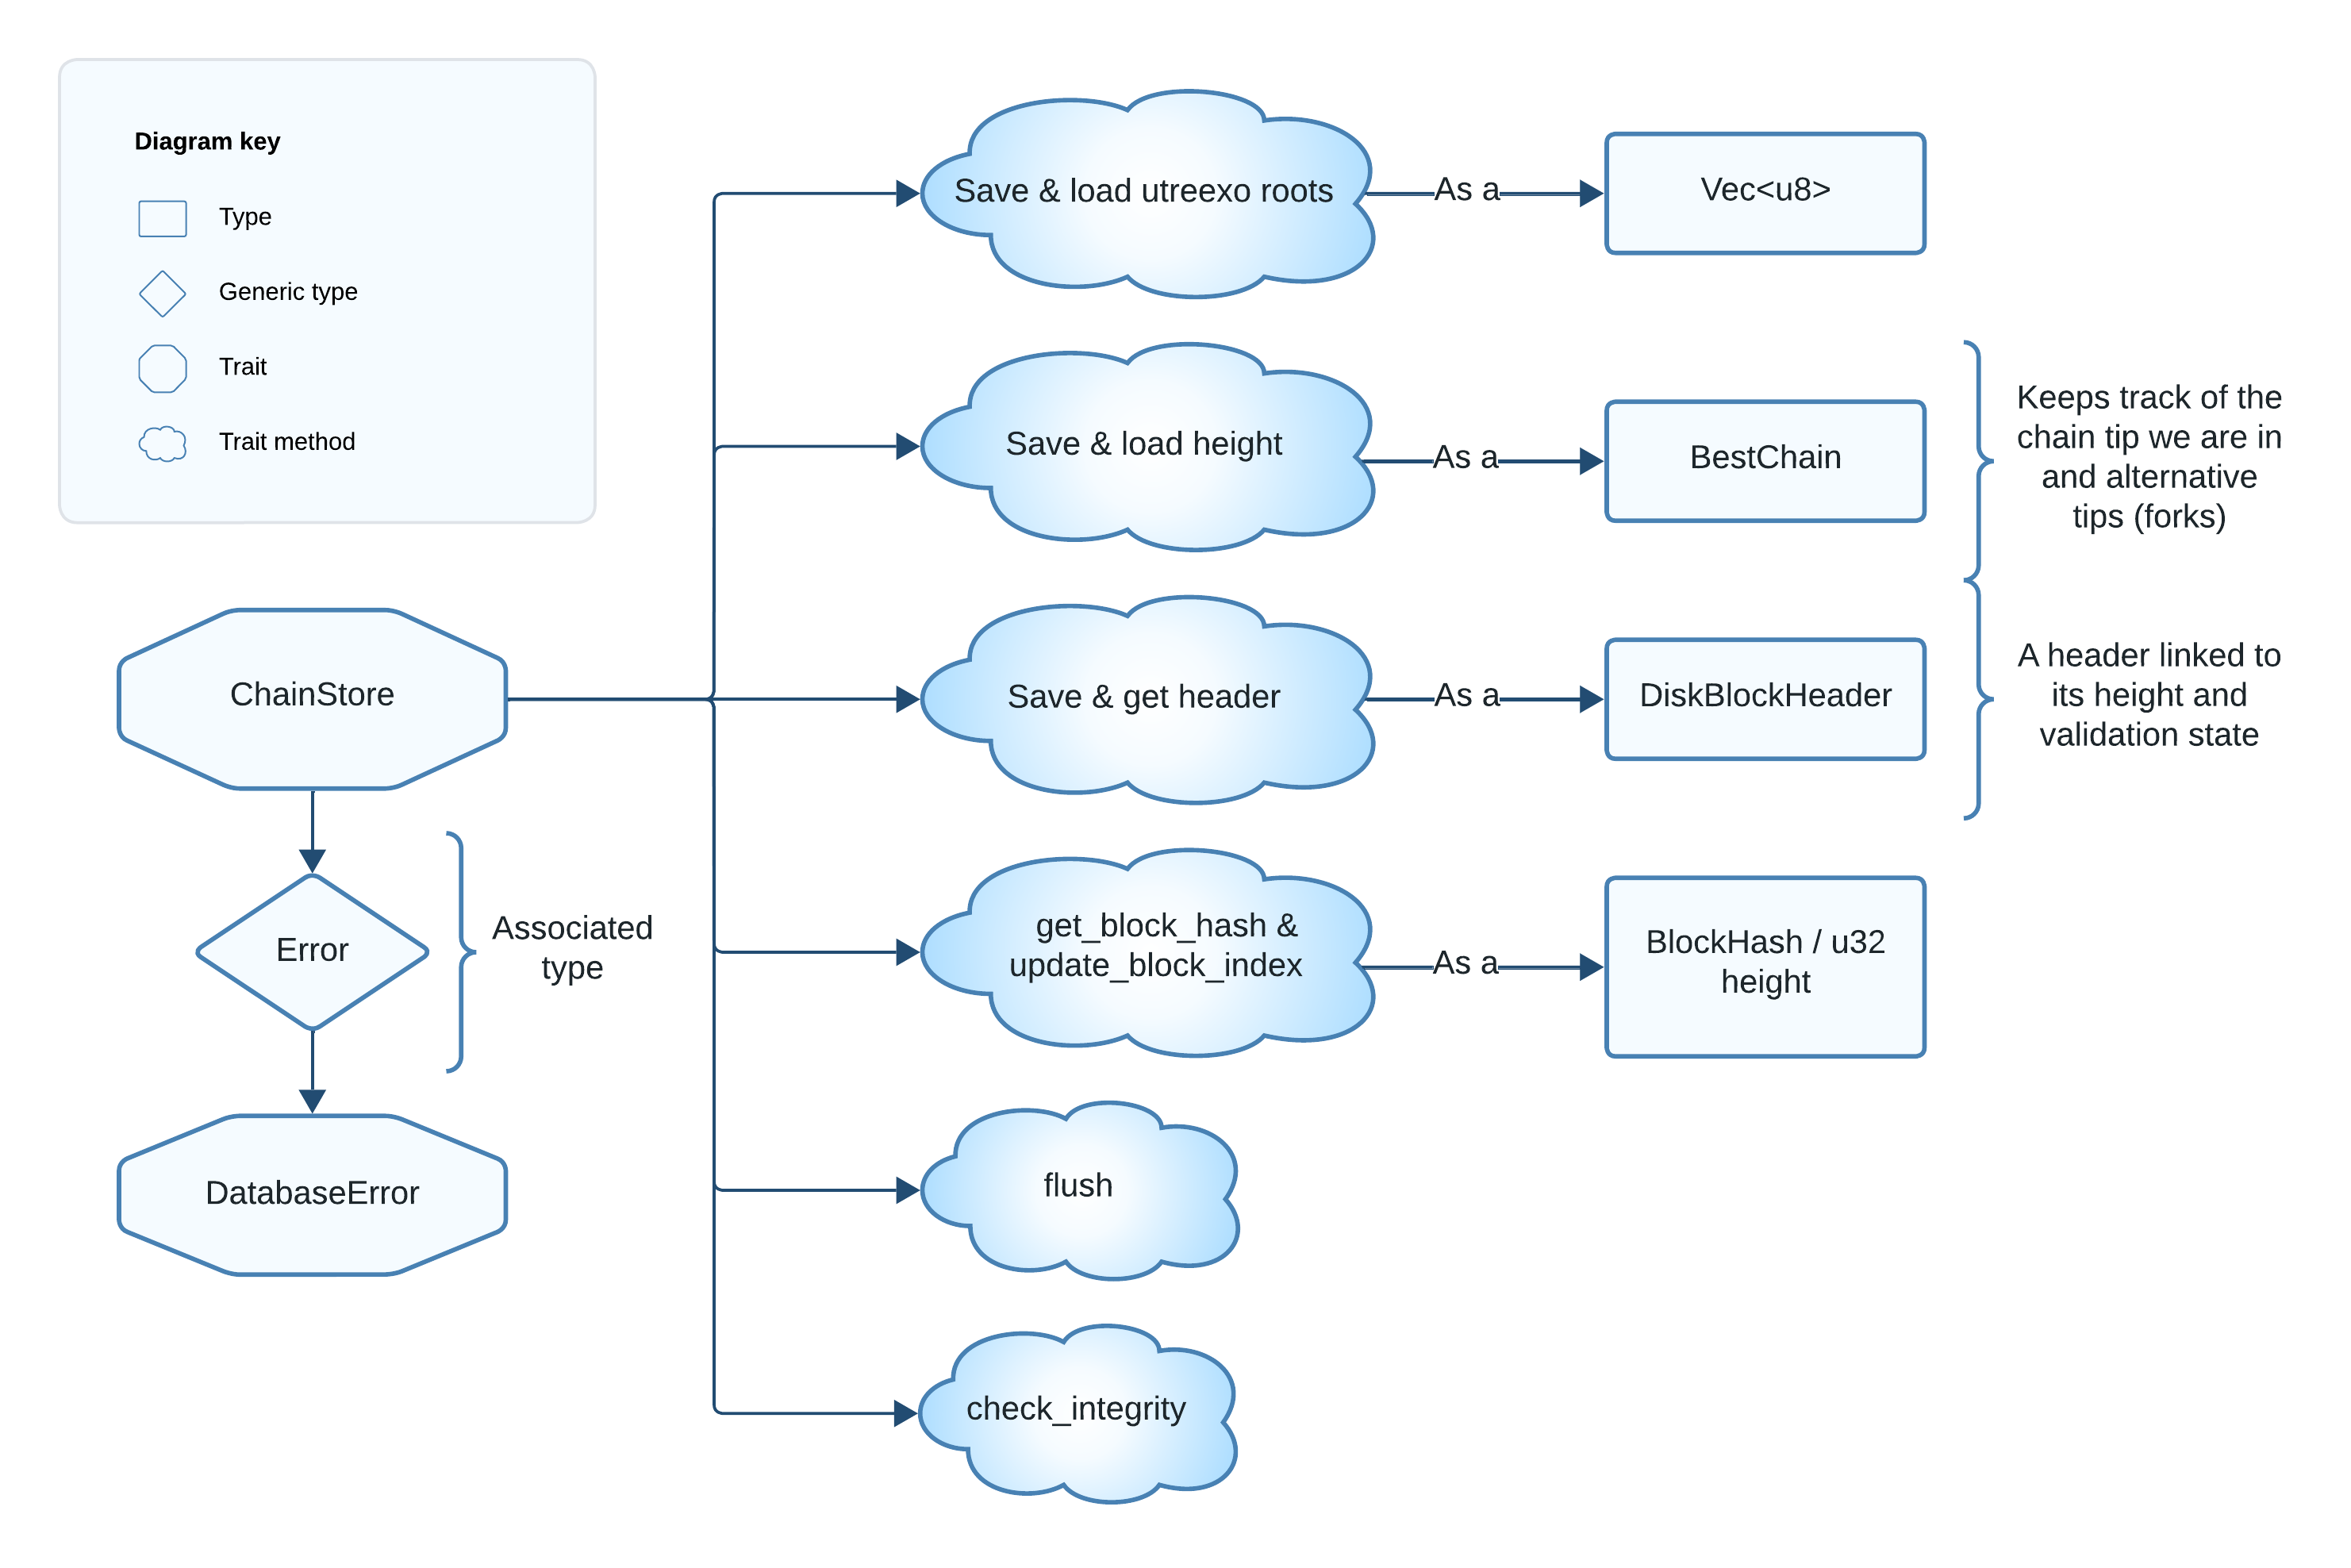 Diagram key
Type
Generic type
Trait
Trait method
Save & load utreexo roots
As a
Vec<u8>
Save & load height
As a
BestChain
Keeps track of the
chain tip we are in
and alternative
tips (forks)
ChainStore
Save & get header
As a
DiskBlockHeader
A header linked to
its height and
validation state
Error
Associated
type
get_block_hash &
update_block_index
As a
BlockHash / u32
height
DatabaseError
flush
check_integrity